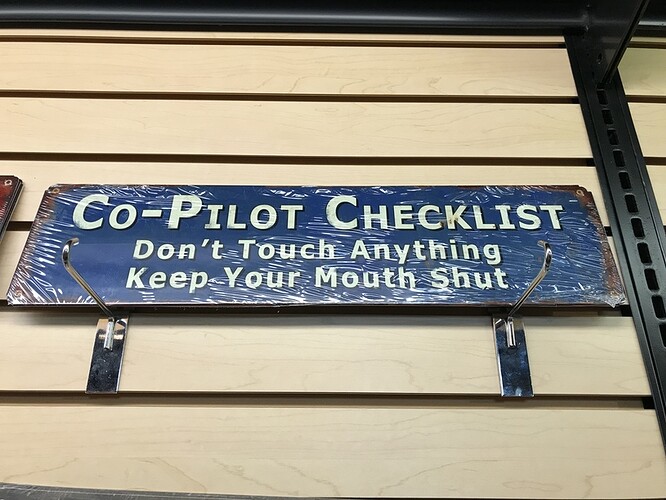 Co-Pilot Checklist
Don't Touch Anything
Keep Your Mouth Shut